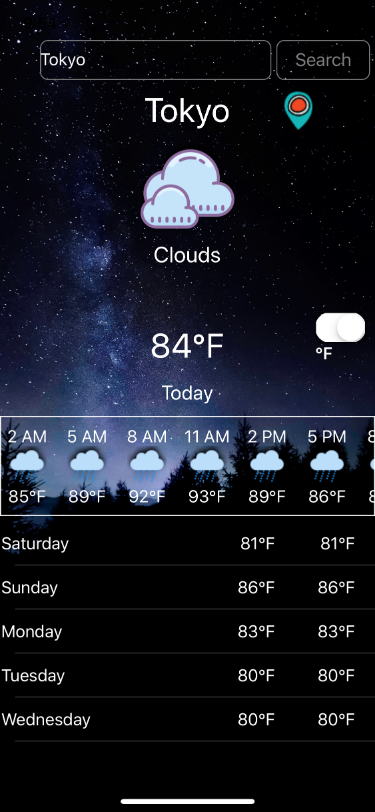 Tokyo Search
Tokyo
Clouds
84°F
°F
Today
2 AM 5 AM 8 AM 11 AM 2 PM 5 PM
85°F 89°F 92°F 93°F 89°F 86°F
Saturday 81°F 81°F
Sunday 86°F 86°F
Monday 83°F 83°F
Tuesday 80°F 80°F
Wednesday 80°F 80°F